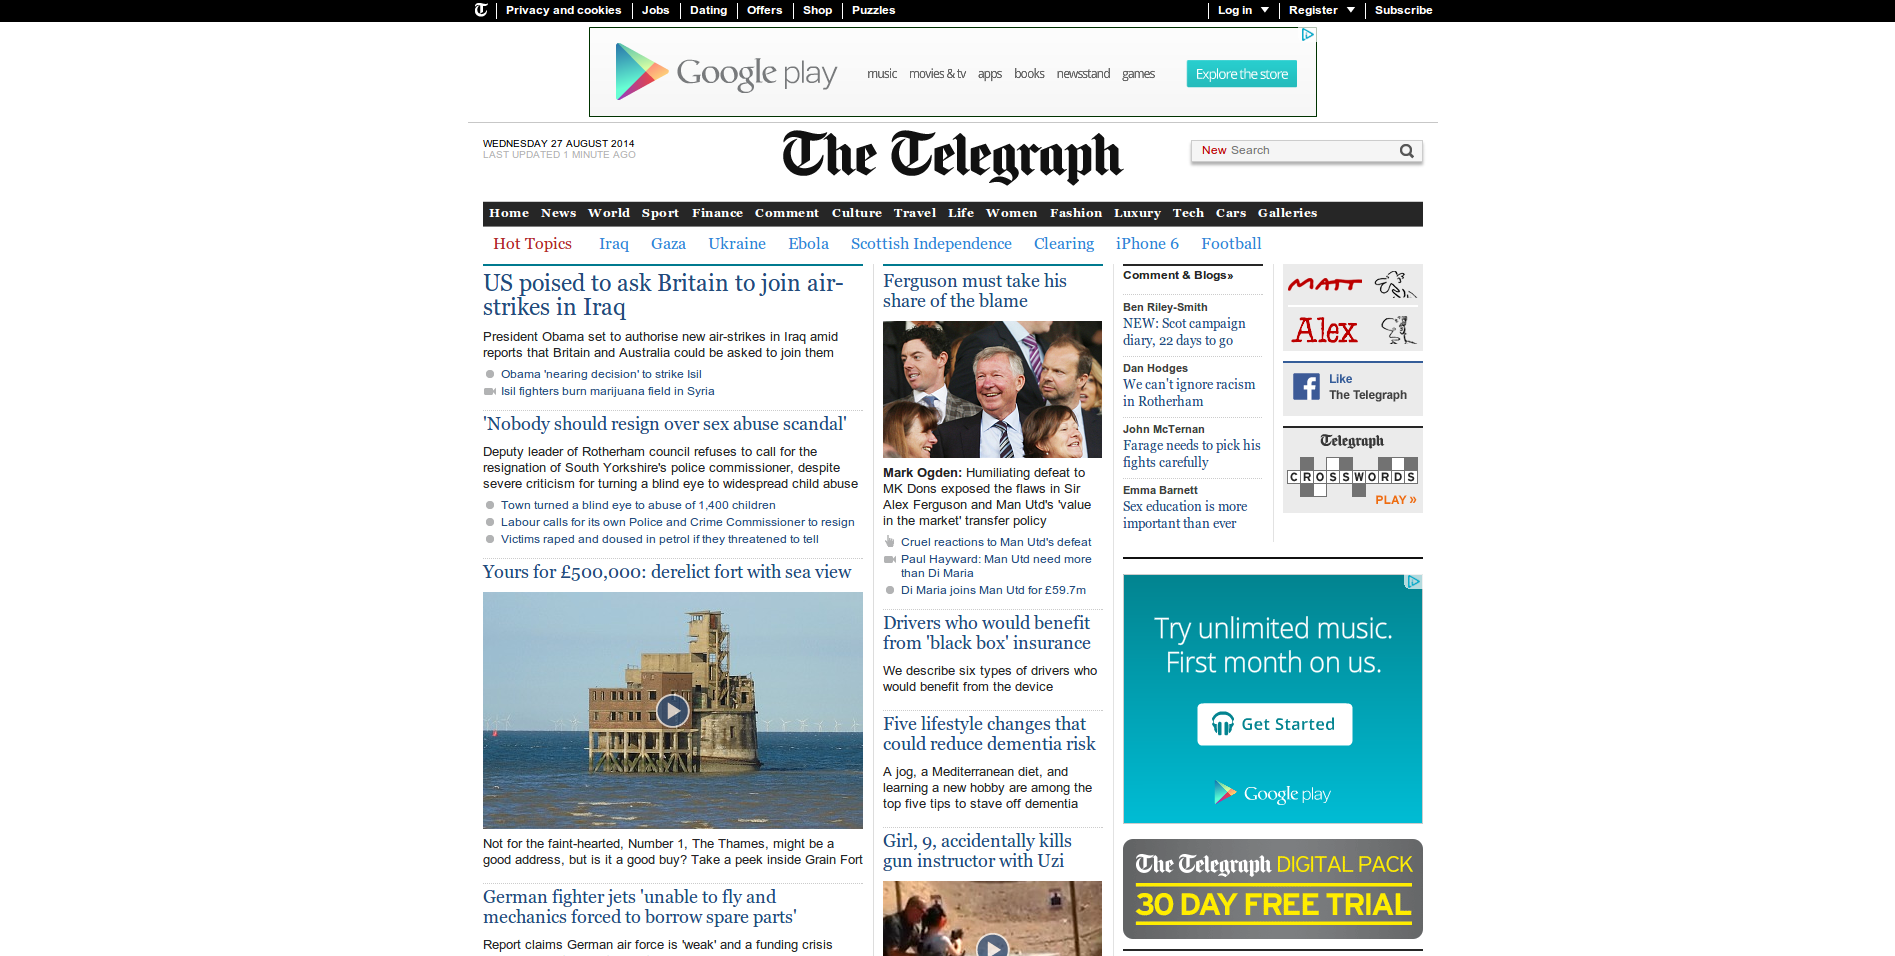 Privacy and cookies
Jobs
Dating
Offers
Shop
Puzzles
Log in
Register
Subscribe
Google play
music
movies & tv
apps
books
newsstand
games
Explore the store
WEDNESDAY 27 AUGUST 2014
LAST UPDATED 1 MINUTE AGO
The Telegraph
New Search
Home News World Sport Finance Comment Culture Travel Life Women Fashion Luxury Tech Cars Galleries
Hot Topics Iraq Gaza Ukraine Ebola Scottish Independence Clearing iPhone 6 Football
US poised to ask Britain to join air-
strikes in Iraq
President Obama set to authorise new air-strikes in Iraq amid
reports that Britain and Australia could be asked to join them
Obama 'nearing decision' to strike Isil
Isil fighters burn marijuana field in Syria
'Nobody should resign over sex abuse scandal'
Deputy leader of Rotherham council refuses to call for the
resignation of South Yorkshire's police commissioner, despite
severe criticism for turning a blind eye to widespread child abuse
Town turned a blind eye to abuse of 1,400 children
Labour calls for its own Police and Crime Commissioner to resign
Victims raped and doused in petrol if they threatened to tell
Yours for £500,000: derelict fort with sea view
Not for the faint-hearted, Number 1, The Thames, might be a
good address, but is it a good buy? Take a peek inside Grain Fort
German fighter jets 'unable to fly and
mechanics forced to borrow spare parts'
Report claims German air force is 'weak' and a funding crisis
Ferguson must take his
share of the blame
Mark Ogden: Humiliating defeat to
MK Dons exposed the flaws in Sir
Alex Ferguson and Man Utd's 'value
in the market' transfer policy
Cruel reactions to Man Utd's defeat
Paul Hayward: Man Utd need more
than Di Maria
Di Maria joins Man Utd for £59.7m
Drivers who would benefit
from 'black box' insurance
We describe six types of drivers who
would benefit from the device
Five lifestyle changes that
could reduce dementia risk
A jog, a Mediterranean diet, and
learning a new hobby are among the
top five tips to stave off dementia
Girl, 9, accidentally kills
gun instructor with Uzi
Comment & Blogs»
Ben Riley-Smith
NEW: Scot campaign
diary, 22 days to go
Dan Hodges
We can't ignore racism
in Rotherham
John McTernan
Farage needs to pick his
fights carefully
Emma Barnett
Sex education is more
important than ever
MATT
Alex
Like
The Telegraph
Telegraph
CROSSWORDS
PLAY »
Try unlimited music.
First month on us.
Get Started
Google play
The Telegraph DIGITAL PACK
30 DAY FREE TRIAL